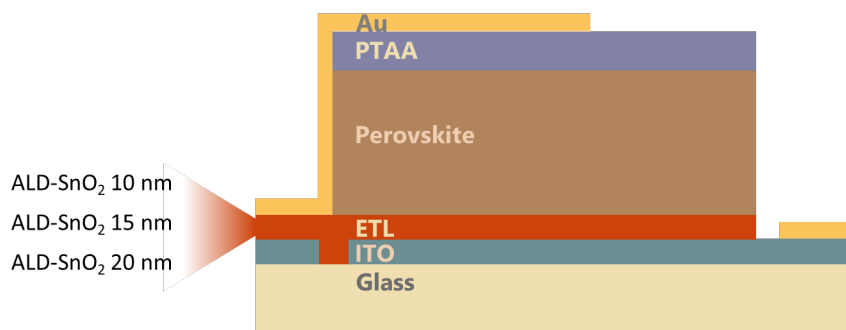 Au
PTAA
Perovskite
ALD-SnO₂ 10 nm
ALD-SnO₂ 15 nm
ALD-SnO₂ 20 nm
ETL
ITO
Glass